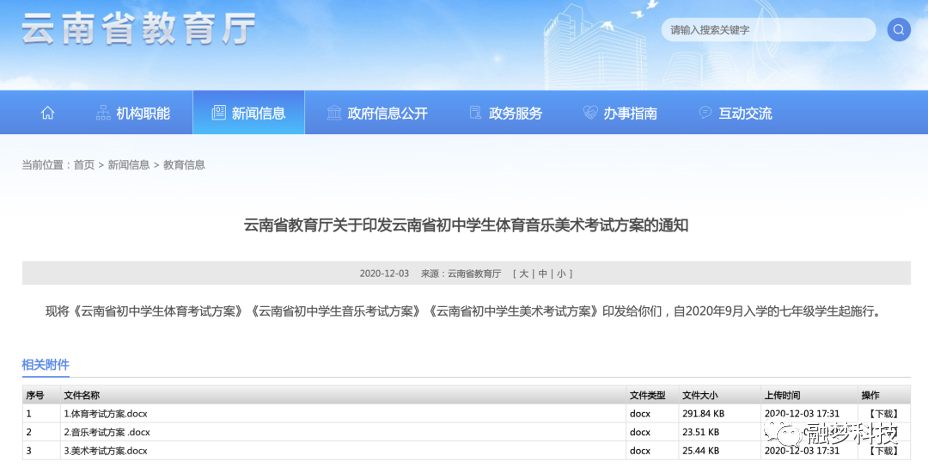 云南省教育厅
请输入搜索关键字
机构职能 新闻信息 政府信息公开 政务服务 办事指南 互动交流
当前位置：首页 > 新闻信息 > 教育信息
云南省教育厅关于印发云南省初中学生体育音乐美术考试方案的通知
2020-12-03 来源：云南省教育厅 [ 大 | 中 | 小 ]
现将《云南省初中学生体育考试方案》《云南省初中学生音乐考试方案》《云南省初中学生美术考试方案》印发给你们，自2020年9月入学的七年级学生起施行。
相关附件
序号 文件名称 文件类型 文件大小 上传时间 操作
1 1.体育考试方案.docx docx 291.84 KB 2020-12-03 17:31 【下载】
2 2.音乐考试方案 .docx docx 23.51 KB
3 3.美术考试方案.docx docx 25.44 KB 2020-12-03 17:31 【下载】
融梦科技